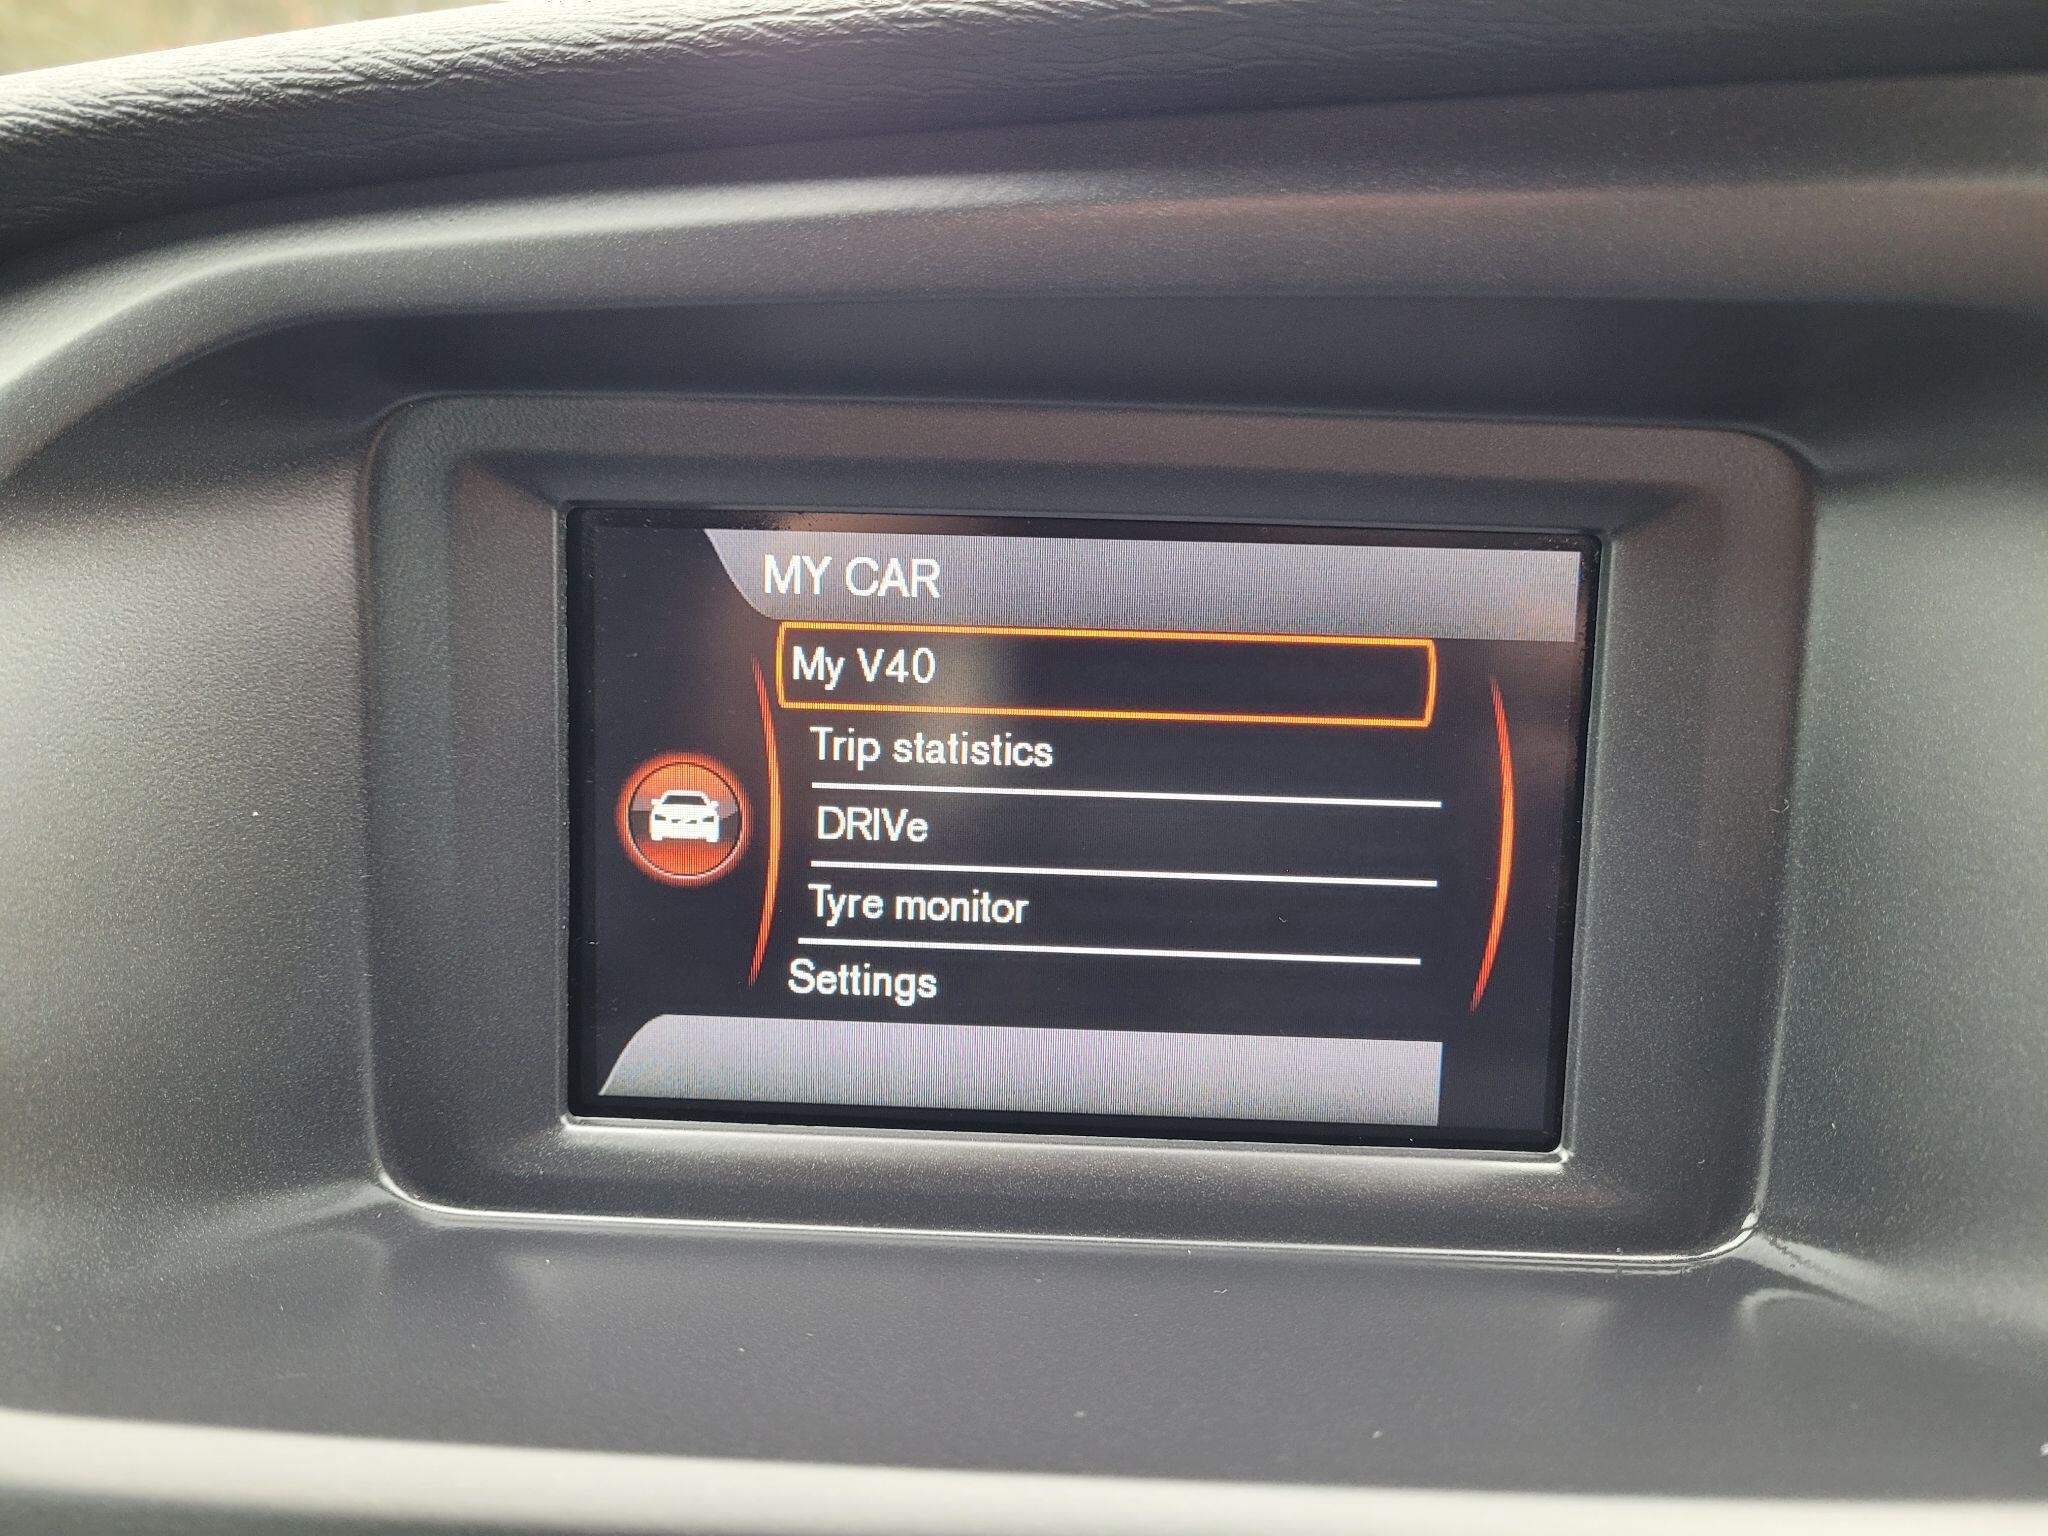 MY CAR
My V40
Trip statistics
DRIVe
Tyre monitor
Settings